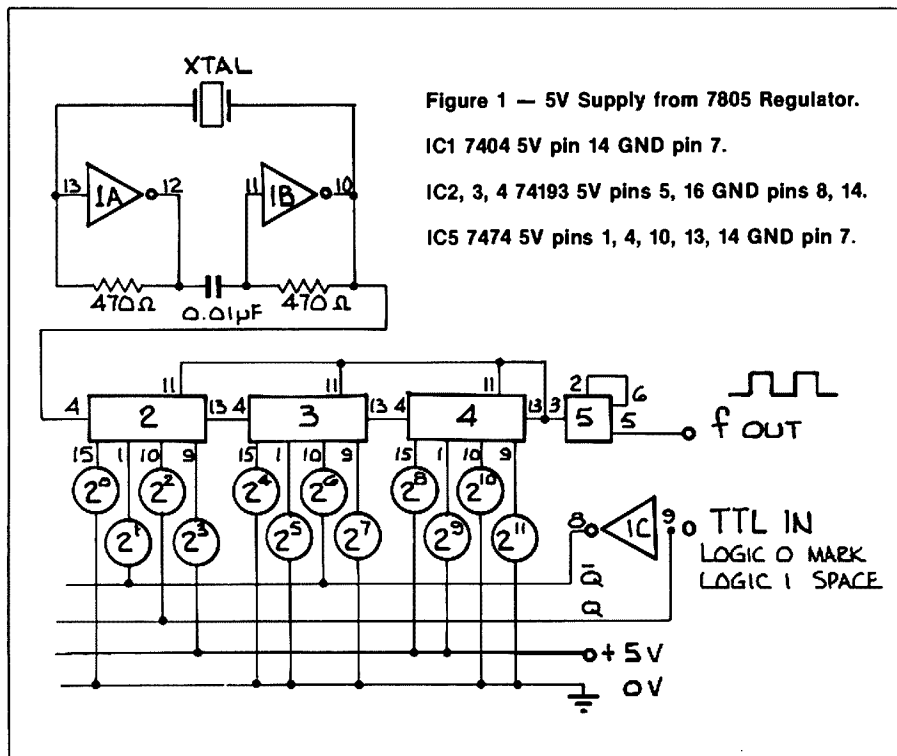 XTAL
Figure 1 — 5V Supply from 7805 Regulator.
IC1 7404 5V pin 14 GND pin 7.
IC2, 3, 4 74193 5V pins 5, 16 GND pins 8, 14.
IC5 7474 5V pins 1, 4, 10, 13, 14 GND pin 7.
13 1A 12 11 1B 10
470Ω 0.01µF 470Ω
11 11 11 2 6
4 2 13 4 3 13 4 4 13 3 5 5
f OUT
15 1 10 9 15 1 10 9 15 1 10 9
2⁰ 2² 2⁴ 2⁶ 2⁸ 2¹⁰
2¹ 2³ 2⁵ 2⁷ 2⁹ 2¹¹
8 1C 9 TTL IN
LOGIC 0 MARK
LOGIC 1 SPACE
Q̄
Q
+5V
0V